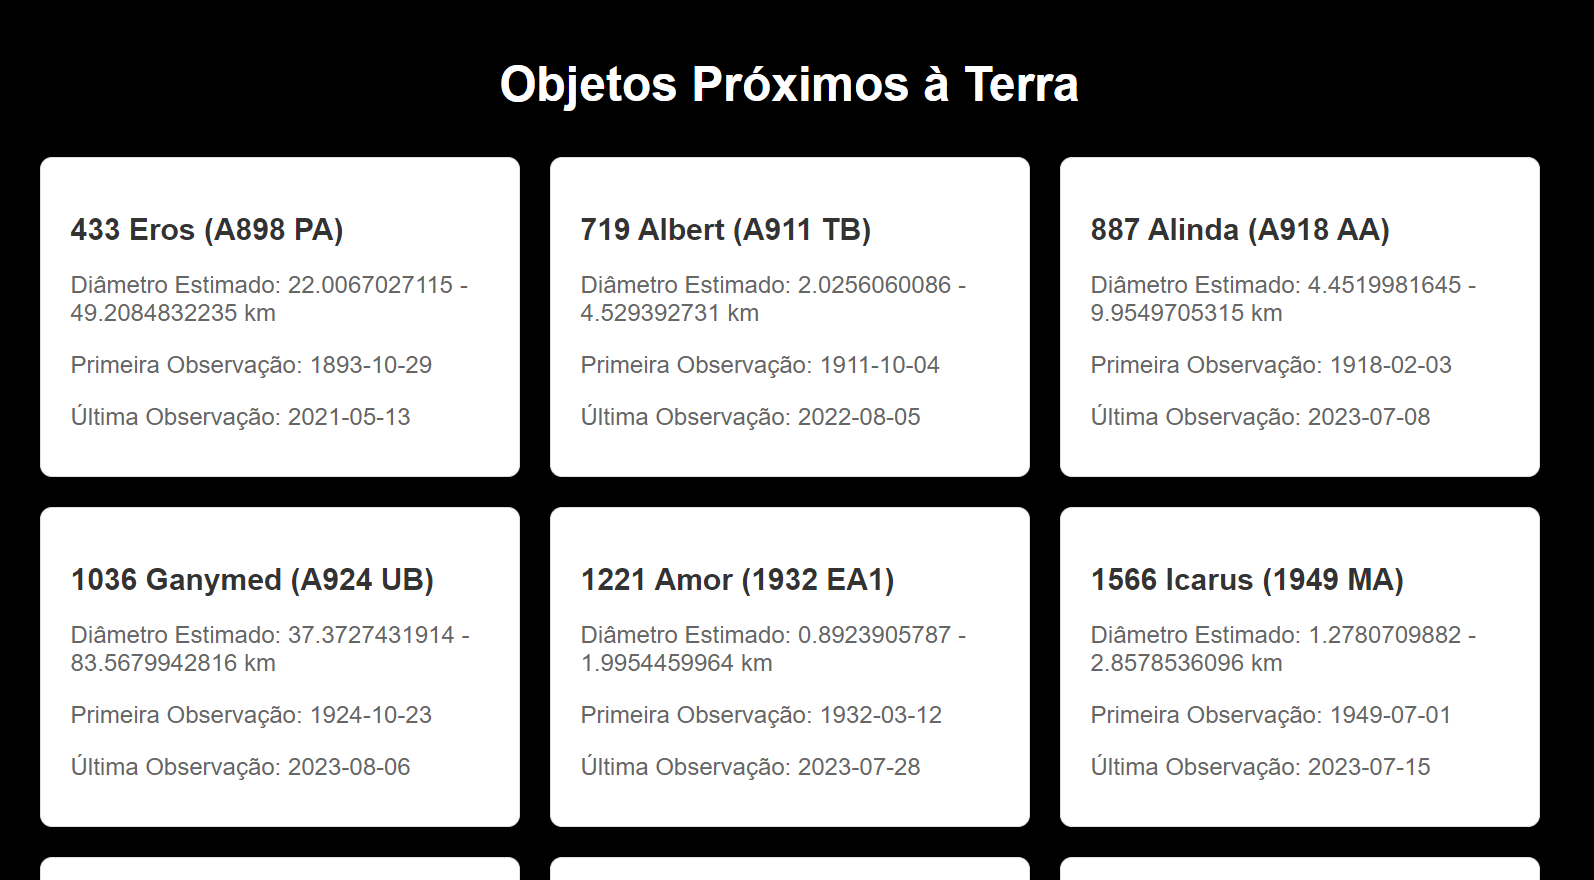 Objetos Próximos à Terra
433 Eros (A898 PA)
Diâmetro Estimado: 22.0067027115 -
49.2084832235 km
Primeira Observação: 1893-10-29
Última Observação: 2021-05-13
719 Albert (A911 TB)
Diâmetro Estimado: 2.0256060086 -
4.529392731 km
Primeira Observação: 1911-10-04
Última Observação: 2022-08-05
887 Alinda (A918 AA)
Diâmetro Estimado: 4.4519981645 -
9.9549705315 km
Primeira Observação: 1918-02-03
Última Observação: 2023-07-08
1036 Ganymed (A924 UB)
Diâmetro Estimado: 37.3727431914 -
83.5679942816 km
Primeira Observação: 1924-10-23
Última Observação: 2023-08-06
1221 Amor (1932 EA1)
Diâmetro Estimado: 0.8923905787 -
1.9954459964 km
Primeira Observação: 1932-03-12
Última Observação: 2023-07-28
1566 Icarus (1949 MA)
Diâmetro Estimado: 1.2780709882 -
2.8578536096 km
Primeira Observação: 1949-07-01
Última Observação: 2023-07-15